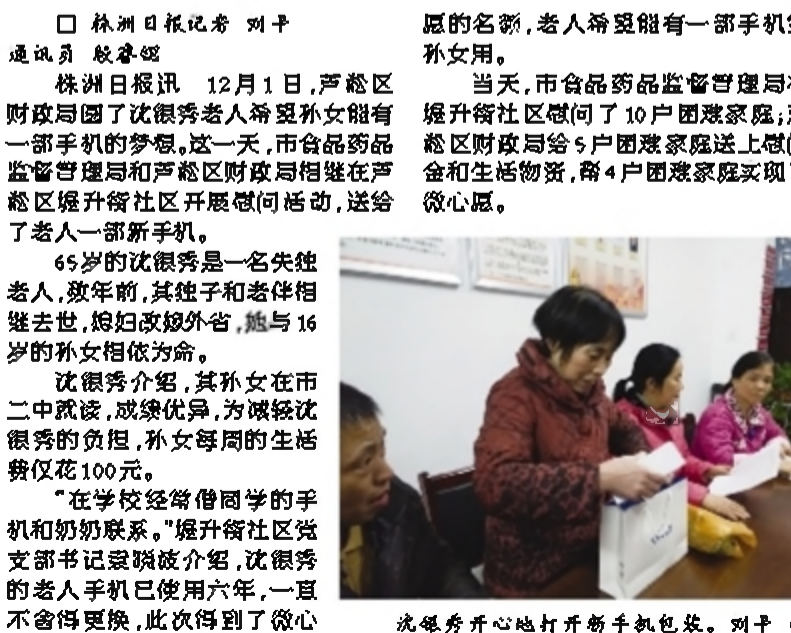 □ 株洲日报记者 刘平
通讯员
株洲日报讯 12月1日,芦淞区
财政局圆了沈银秀老人希望孙女能有
一部手机的梦想。这一天,市食品药品
监督管理局和芦淞区财政局相继在芦
淞区堤升街社区开展慰问活动,送给
了老人一部新手机。
65岁的沈银秀是一名失独
老人,数年前,其独子和老伴相
继去世,媳妇改嫁外省,她与16
岁的孙女相依为命。
沈银秀介绍,其孙女在市
二中就读,成绩优异,为减轻沈
银秀的负担,孙女每周的生活
费仅花100元。
“在学校经常借同学的手
机和奶奶联系。”堤升街社区党
支部书记 介绍,沈银秀
的老人手机已使用六年,一直
不舍得更换,此次得到了微心
愿的名额,老人希望能有一部手机
孙女用。
当天,市食品药品监督管理局
堤升街社区慰问了10户困难家庭;
淞区财政局给5户困难家庭送上慰
金和生活物资,帮4户困难家庭实现
微心愿。
沈银秀开心地打开新手机包装。刘平